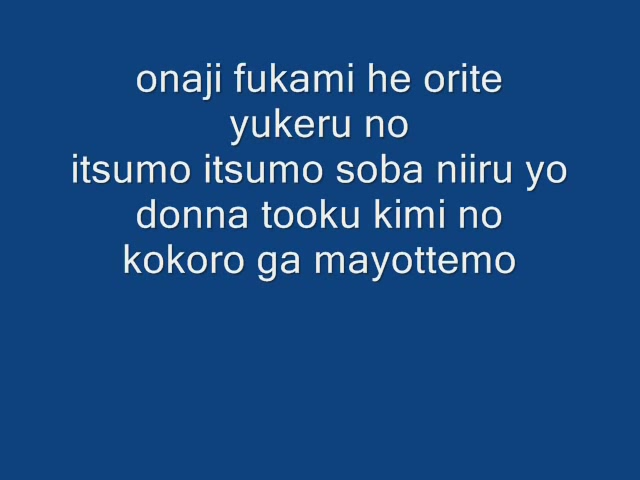 onaji fukami he orite
yukeru no
itsumo itsumo soba niiru yo
donna tooku kimi no
kokoro ga mayottemo